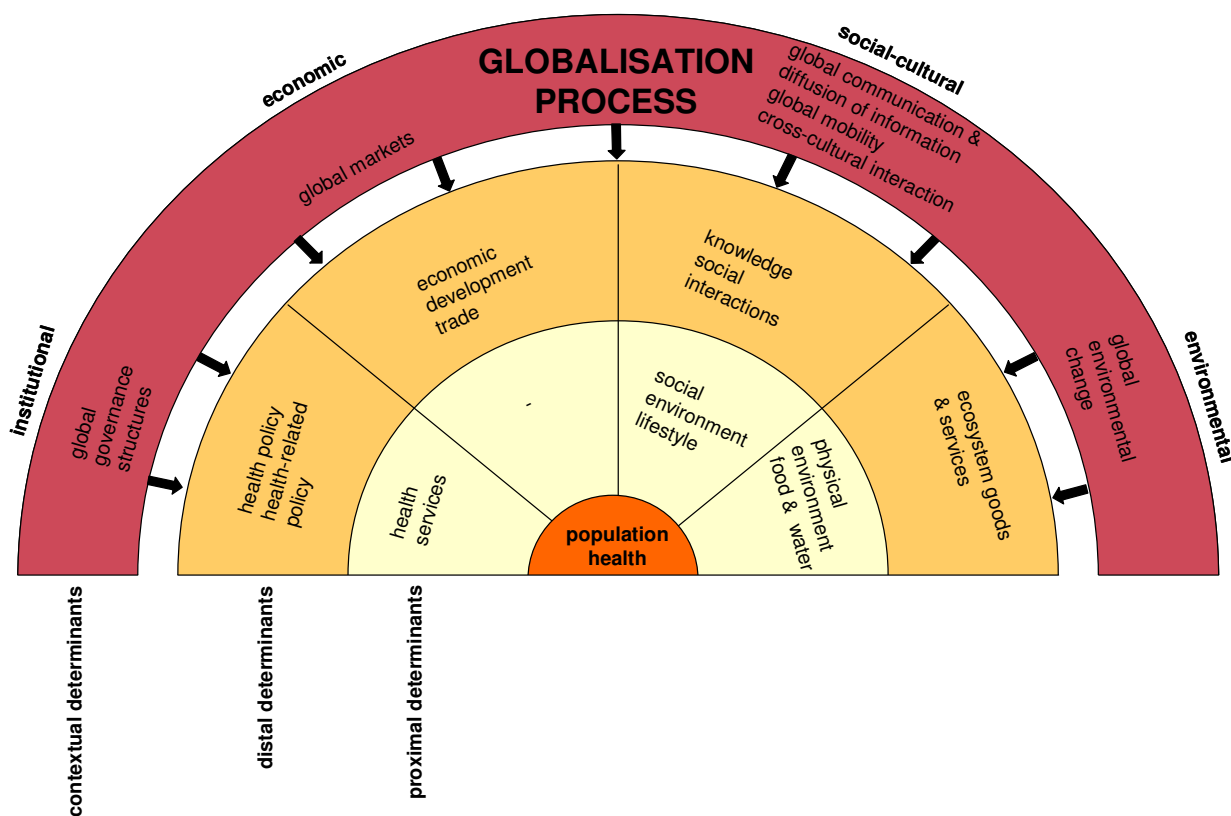 GLOBALISATION
PROCESS
institutional
economic
social-cultural
environmental
global
governance
structures
global markets
global communication &
diffusion of information
global mobility
cross-cultural interaction
global
environmental
change
health policy
health-related
policy
economic
development
trade
knowledge
social
interactions
ecosystem goods
& services
health
services
-
social
environment
lifestyle
physical
environment
food & water
population
health
contextual determinants
distal determinants
proximal determinants